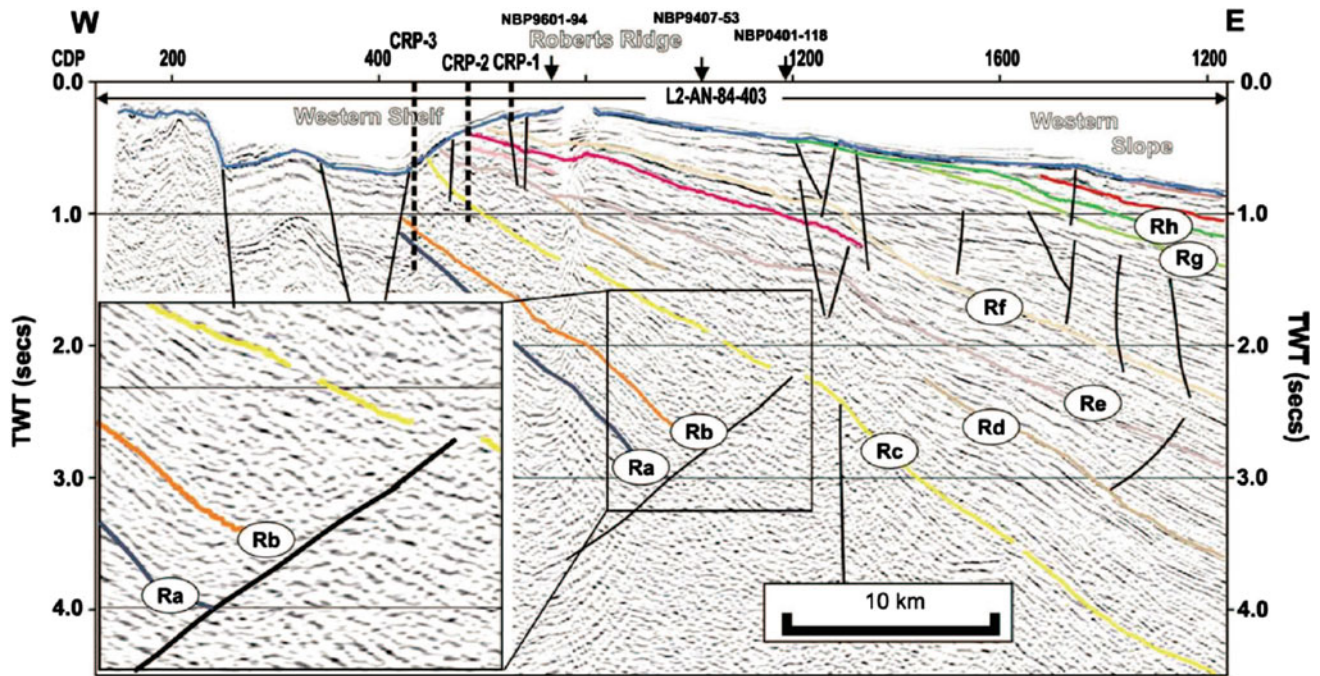 W
E
NBP9601-94
NBP9407-53
NBP0401-118
Roberts Ridge
CRP-3
CRP-2
CRP-1
CDP
200
400
1200
1600
1200
0.0
0.0
L2-AN-84-403
Western Shelf
Western
Slope
1.0
1.0
Rh
Rg
Rf
TWT (secs)
TWT (secs)
2.0
2.0
Re
Rd
Rb
Rc
Ra
3.0
3.0
Rb
Ra
10 km
4.0
4.0